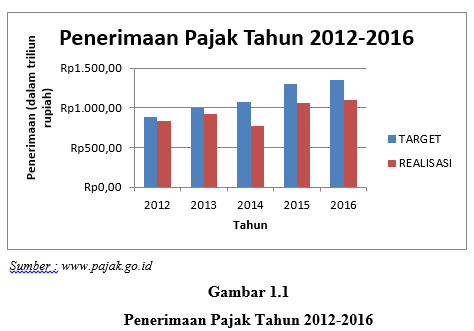 Penerimaan Pajak Tahun 2012-2016
Penerimaan (dalam triliun
rupiah)
Rp1.500,00
Rp1.000,00
Rp500,00
Rp0,00
2012 2013 2014 2015 2016
Tahun
TARGET
REALISASI
Sumber : www.pajak.go.id
Gambar 1.1
Penerimaan Pajak Tahun 2012-2016